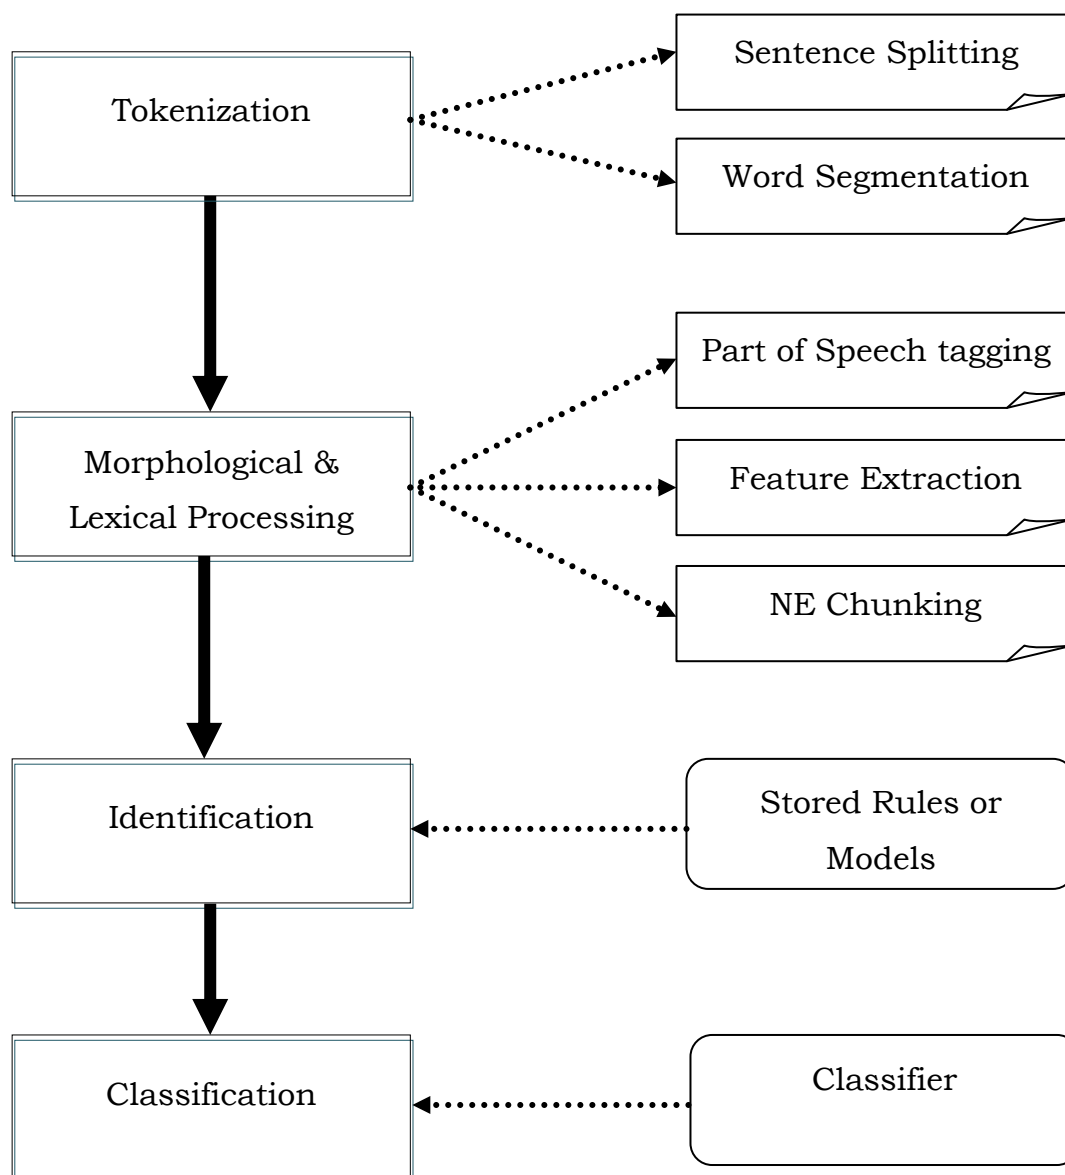 Tokenization
Sentence Splitting
Word Segmentation
Morphological &
Lexical Processing
Part of Speech tagging
Feature Extraction
NE Chunking
Identification
Stored Rules or
Models
Classification
Classifier